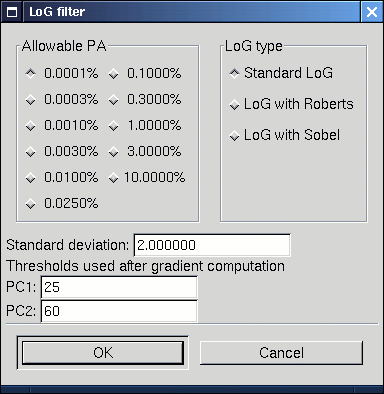 LoG filter
Allowable PA
LoG type
0.0001% 0.1000%
Standard LoG
0.0003% 0.3000%
LoG with Roberts
0.0010% 1.0000%
LoG with Sobel
0.0030% 3.0000%
0.0100% 10.0000%
0.0250%
Standard deviation: 2.000000
Thresholds used after gradient computation
PC1: 25
PC2: 60
OK
Cancel